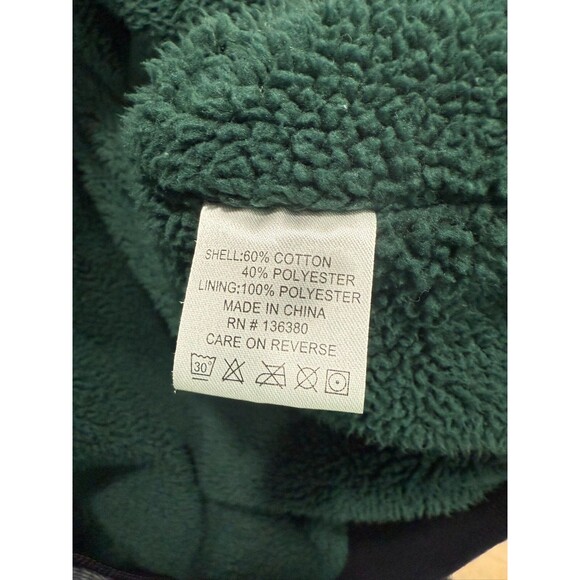 SHELL:60% COTTON
40% POLYESTER
LINING:100% POLYESTER
MADE IN CHINA
RN # 136380
CARE ON REVERSE
30°